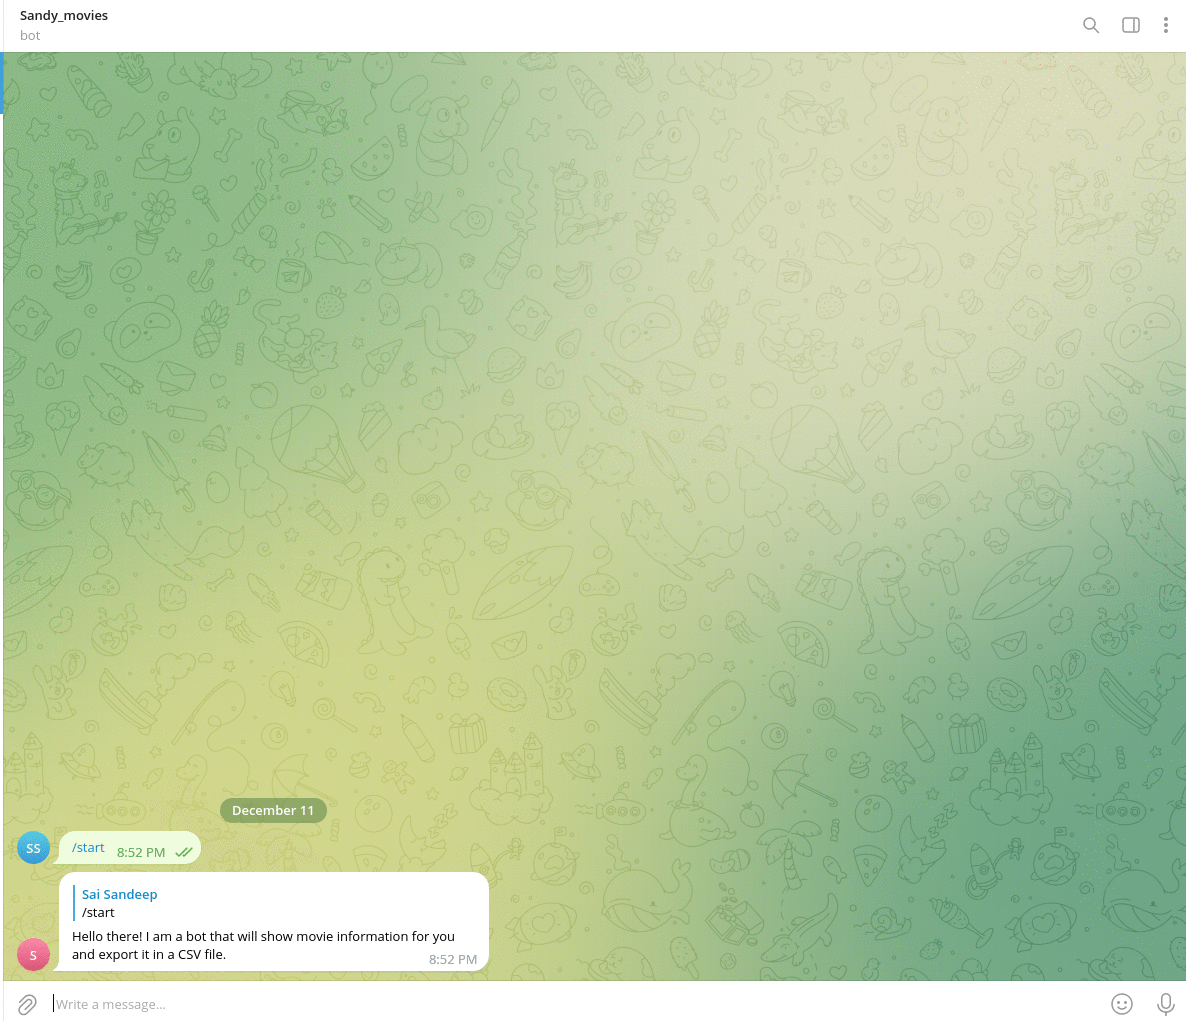 Sandy_movies
bot
December 11
SS
/start 8:52 PM
Sai Sandeep
/start
Hello there! I am a bot that will show movie information for you
and export it in a CSV file.
8:52 PM
S
Write a message...